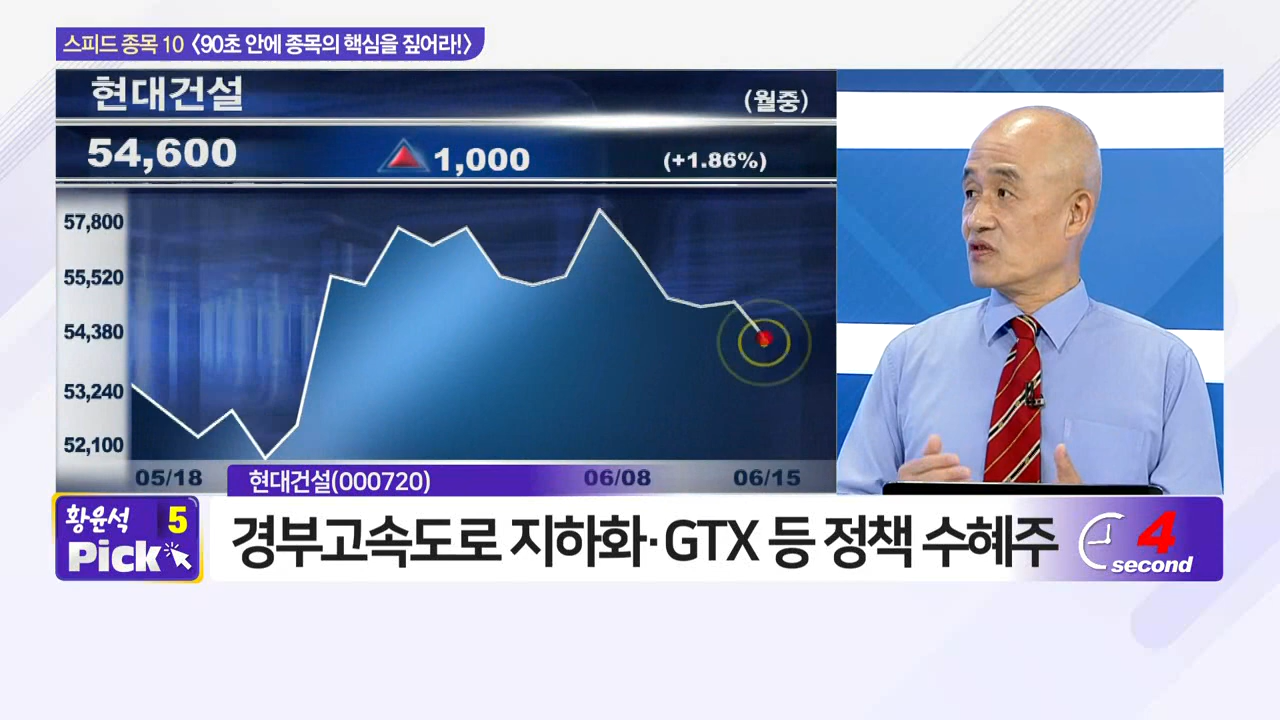 스피드 종목 10 <90초 안에 종목의 핵심을 짚어라!>
현대건설
(월중)
54,600 ▲ 1,000 (+1.86%)
57,800
55,520
54,380
53,240
52,100
05/18
06/08
06/15
현대건설(000720)
황윤석 5
Pick
경부고속도로 지하화·GTX 등 정책 수혜주
4
second